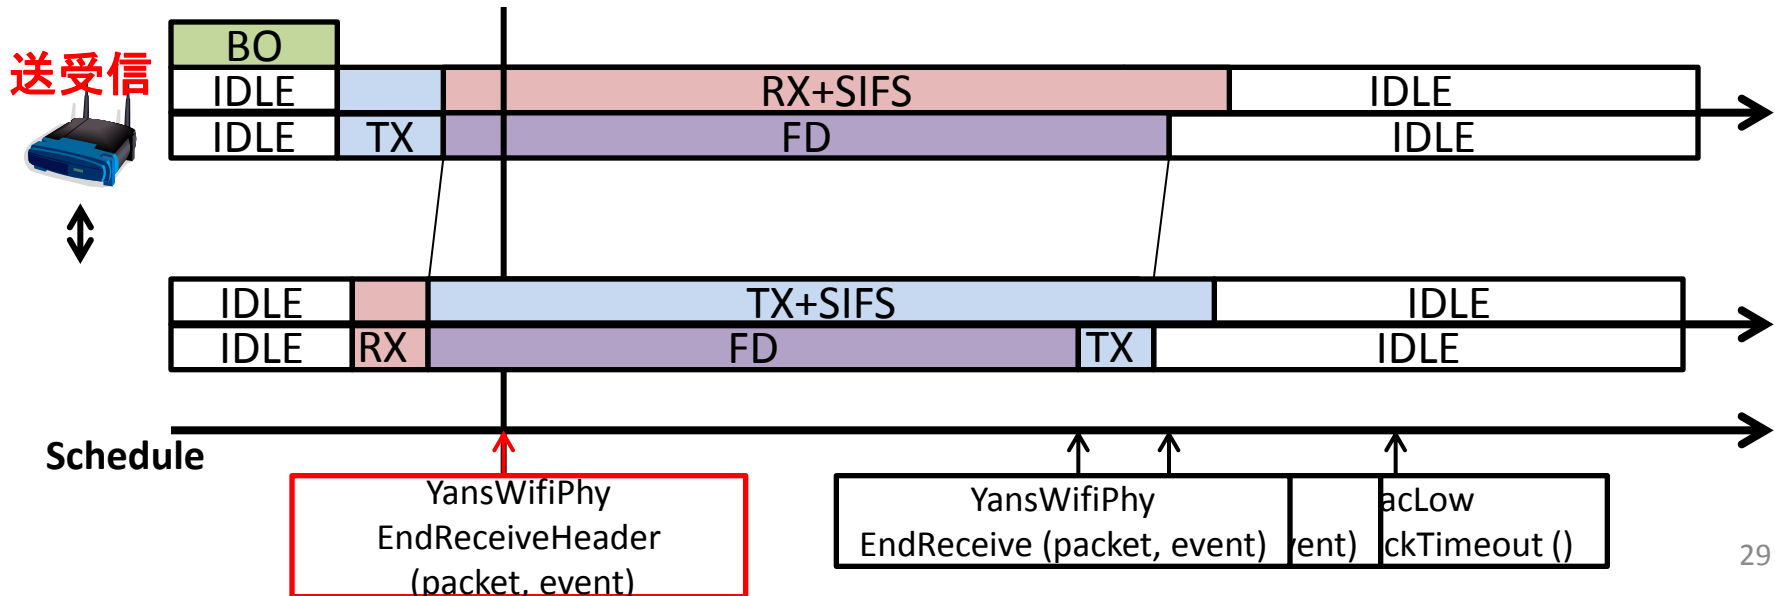 BO
送受信
IDLE
RX+SIFS
IDLE
IDLE
TX
FD
IDLE
IDLE
TX+SIFS
IDLE
IDLE
RX
FD
TX
IDLE
Schedule
YansWifiPhy
EndReceiveHeader
(packet, event)
YansWifiPhy
EndReceive (packet, event)
vent)
acLow
ckTimeout ()
29